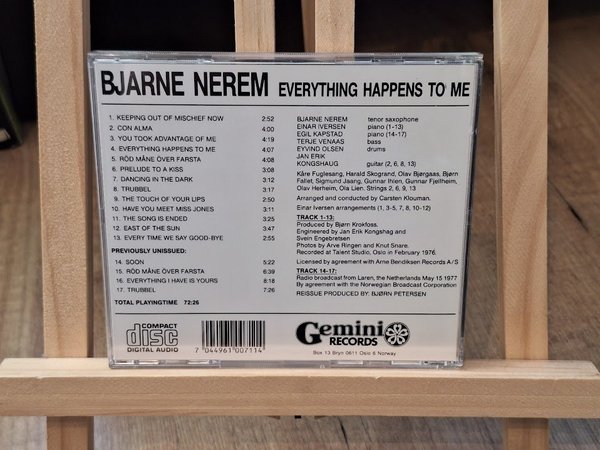 BJARNE NEREM EVERYTHING HAPPENS TO ME
1. KEEPING OUT OF MISCHIEF NOW 2:52
2. CON ALMA 4:00
3. YOU TOOK ADVANTAGE OF ME 4:19
4. EVERYTHING HAPPENS TO ME 4:07
5. RÖD MÅNE ÖVER FARSTA 4:08
6. PRELUDE TO A KISS 3:08
7. DANCING IN THE DARK 3:12
8. TRUBBEL 3:17
9. THE TOUCH OF YOUR LIPS 2:53
10. HAVE YOU MEET MISS JONES 3:11
11. THE SONG IS ENDED 3:25
12. EAST OF THE SUN 2:58
13. EVERY TIME WE SAY GOOD-BYE 2:55
PREVIOUSLY UNISSUED:
14. SOON 5:22
15. RÖD MÅNE ÖVER FARSTA 6:39
16. EVERYTHING I HAVE IS YOURS 8:18
17. TRUBBEL 7:26
TOTAL PLAYINGTIME 72:26
BJARNE NEREM tenor saxophone
EINAR IVERSEN piano (1-13)
EGIL KAPSTAD piano (14-17)
TERJE VENAAS bass
EYVIND OLSEN drums
JAN ERIK
KONGSHAUG guitar (2, 6, 8, 13)
Kåre Fuglesang, Harald Skogrand, Olav Bjørgaas, Bjørn
Fallet, Sigmund Jaang, Gunnar Ihlen, Gunnar Fjellheim,
Olav Herheim, Ola Lien. Strings 2, 6, 9, 13
Arranged and conducted by Carsten Klouman.
Einar Iversen arrangements (1, 3-5, 7, 8, 10-12)
TRACK 1-13:
Produced by Bjørn Krokfoss.
Engineered by Jan Erik Kongshag and
Svein Engebretsen
Photos by Arve Ringen and Knut Snare.
Recorded at Talent Studio, Oslo in February 1976.
Licensed by agreement with Arne Bendiksen Records A/S
TRACK 14-17:
Radio broadcast from Laren, the Netherlands May 15 1977
By agreement with the Norwegian Broadcast Corporation
REISSUE PRODUCED BY: BJØRN PETERSEN
COMPACT
disc
DIGITAL AUDIO
7 044961 007114
Gemini
RECORDS
Box 13 Bryn 0611 Oslo 6 Norway